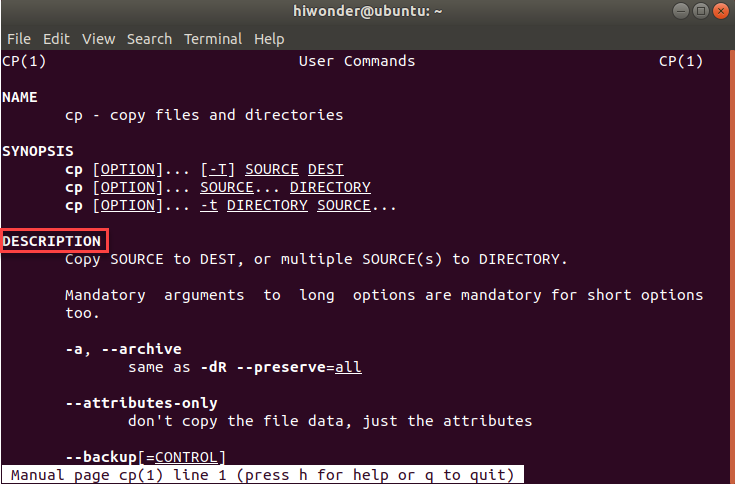 hiwonder@ubuntu: ~
File Edit View Search Terminal Help
CP(1) User Commands CP(1)
NAME
cp - copy files and directories
SYNOPSIS
cp [OPTION]... [-T] SOURCE DEST
cp [OPTION]... SOURCE... DIRECTORY
cp [OPTION]... -t DIRECTORY SOURCE...
DESCRIPTION
Copy SOURCE to DEST, or multiple SOURCE(s) to DIRECTORY.
Mandatory arguments to long options are mandatory for short options
too.
-a, --archive
same as -dR --preserve=all
--attributes-only
don't copy the file data, just the attributes
--backup[=CONTROL]
Manual page cp(1) line 1 (press h for help or q to quit)